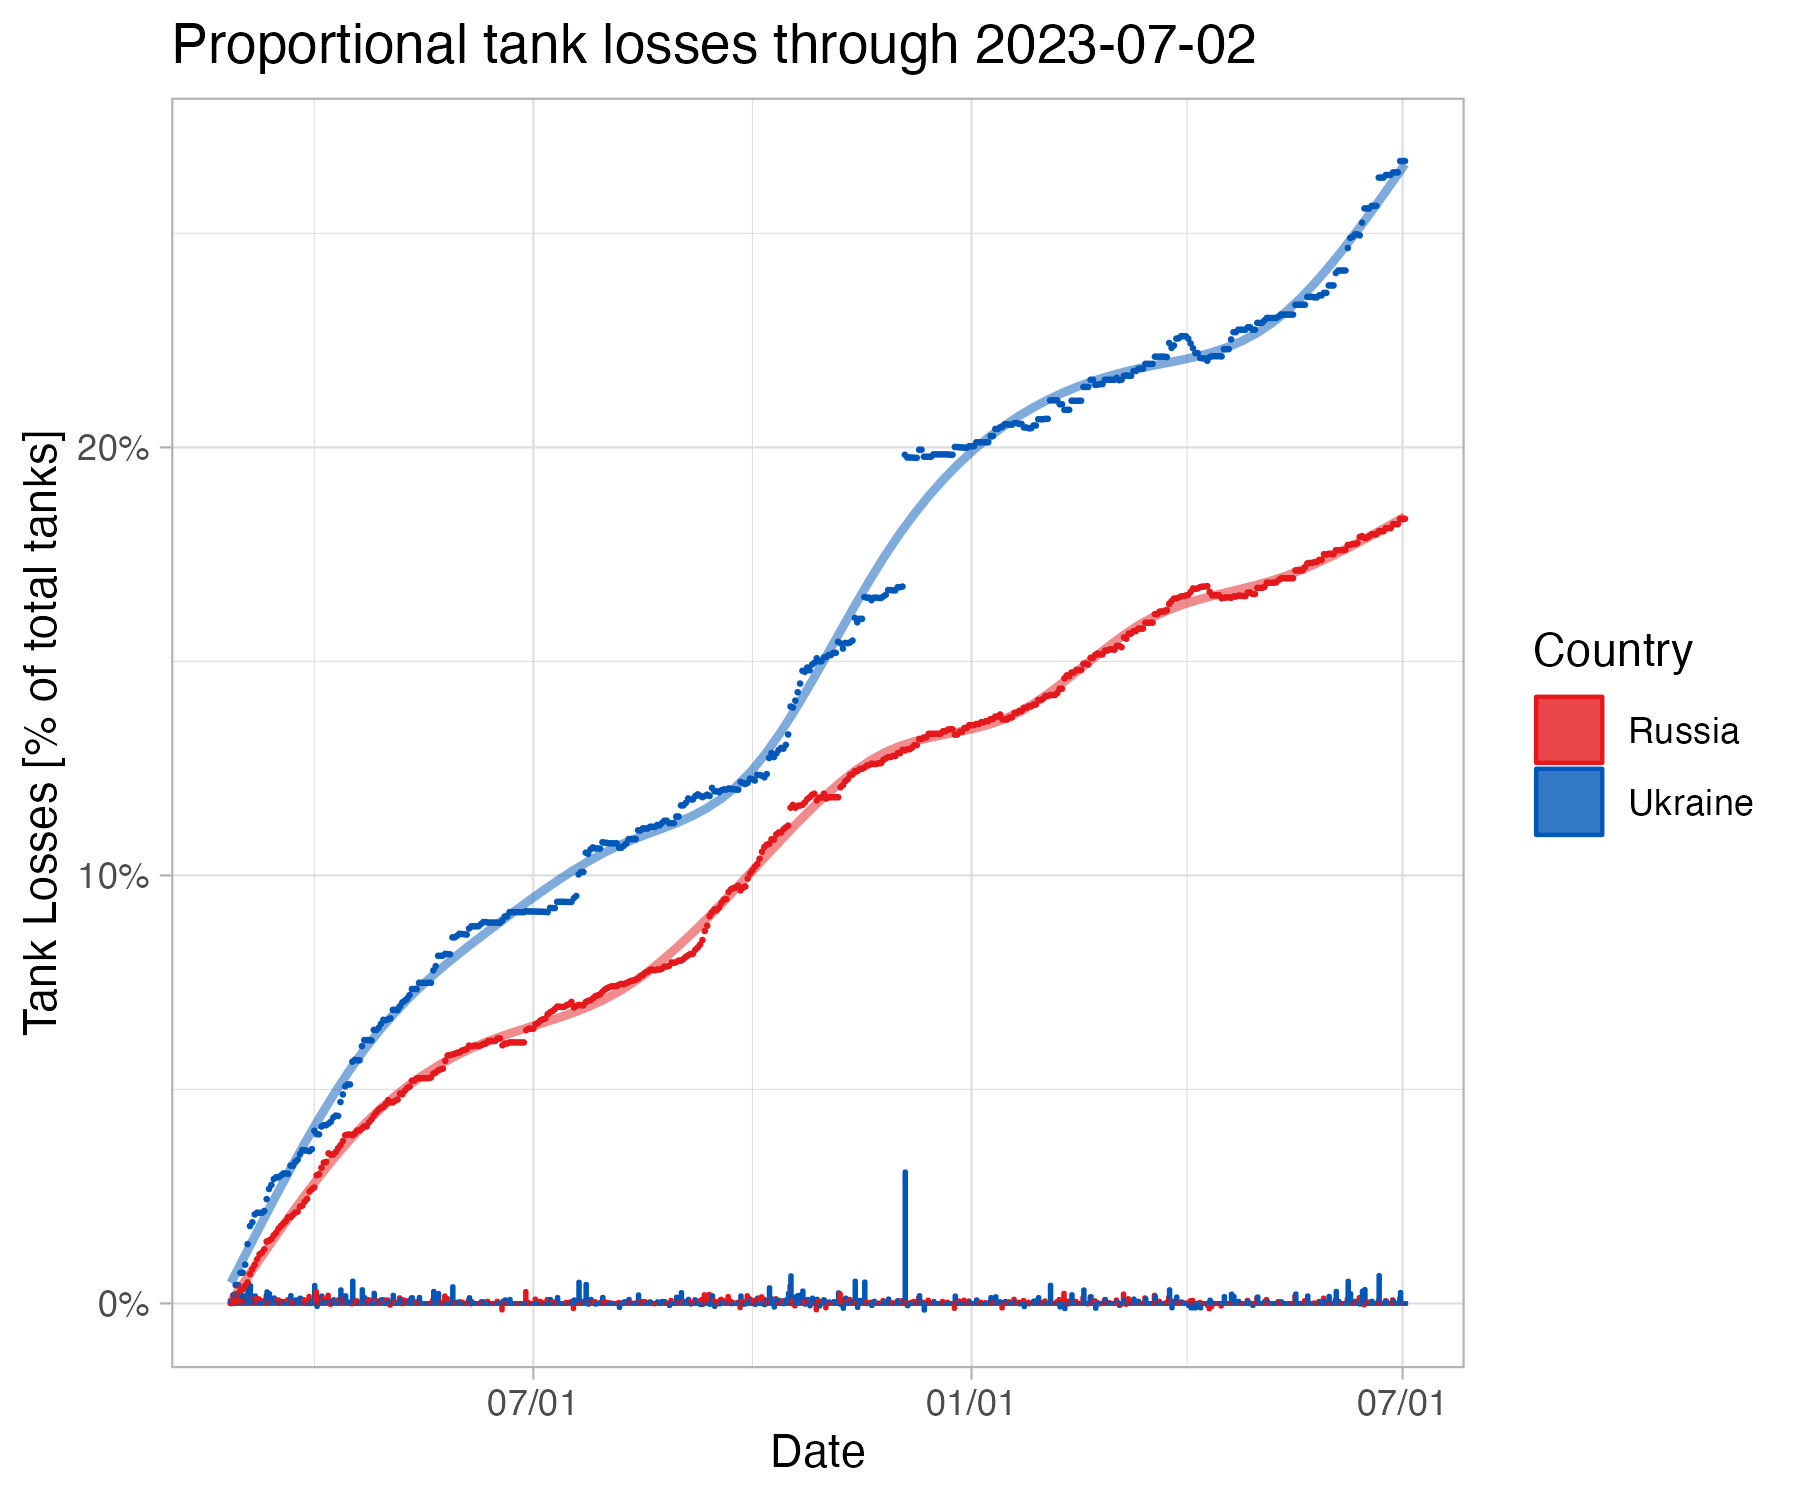 Proportional tank losses through 2023-07-02
Tank Losses [% of total tanks]
20%
10%
0%
07/01
01/01
07/01
Date
Country
Russia
Ukraine